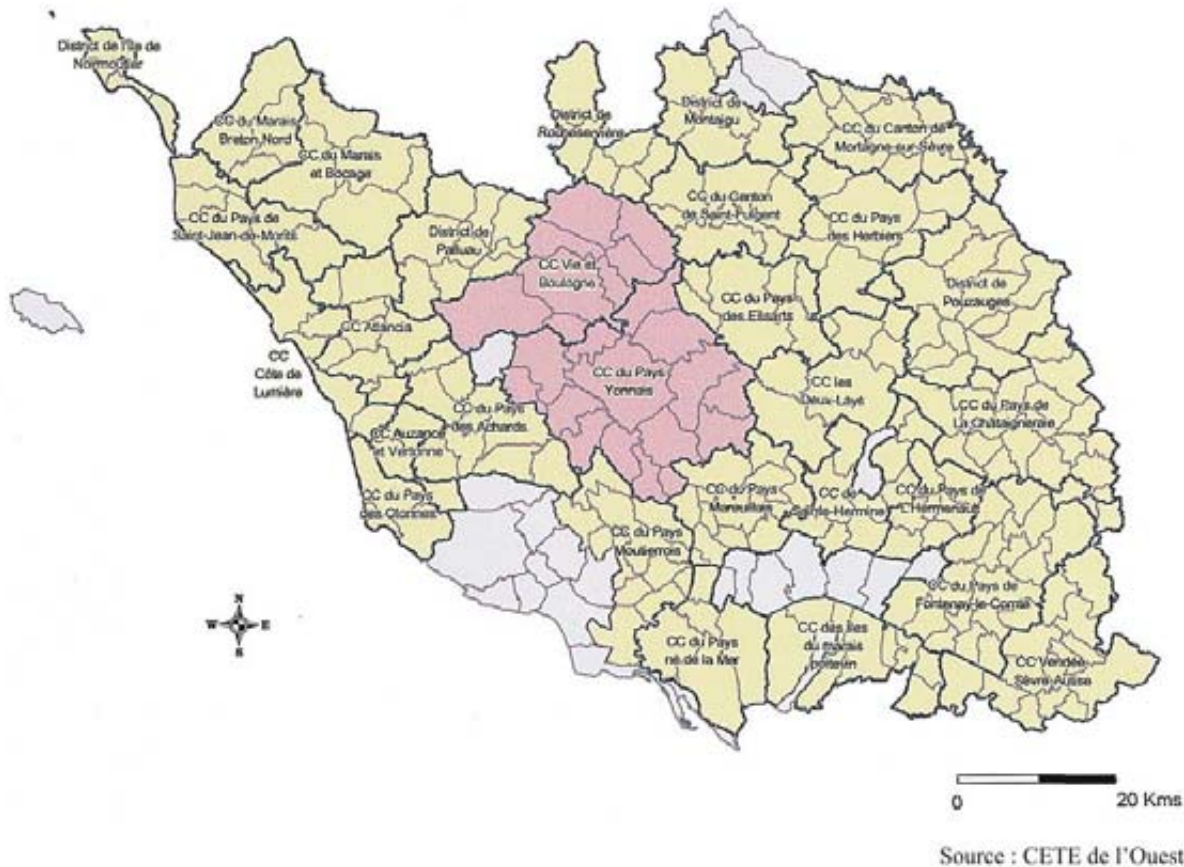 District de l'Ile de
Noirmoutier
CC du Marais
Breton Nord
CC du Marais
et Bocage
District de
Rocheservière
District de
Montaigu
CC du Canton de
Mortagne-sur-Sèvre
CC du Pays de
Saint-Jean-de-Monts
District de
Palluau
CC du Canton
de Saint-Fulgent
CC du Pays
des Herbiers
CC Vie et
Boulogne
CC du Pays
des Essarts
District de
Pouzauges
CC Atlancia
CC
Côte de
Lumière
CC du Pays
Yonnais
CC les
Deux-Lays
CC du Pays
des Achards
CC du Pays de
La Châtaigneraie
CC Auzance
et Vertonne
CC du Pays
des Olonnes
CC du Pays
Mareuillais
CC de
Sainte-Hermine
CC du Pays de
L'Hermenault
CC du Pays
Moutierrois
CC du Pays de
Fontenay-le-Comte
CC du Pays
né de la Mer
CC des Iles
du marais
poitevin
CC Vendée-
Sèvre-Autise
N
W E
S
0 20 Kms
Source : CETE de l'Ouest